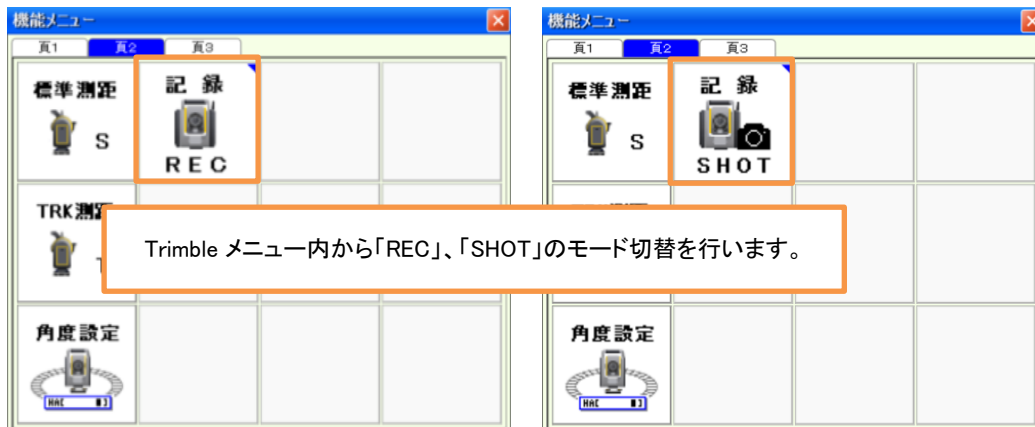 機能メニュー
頁1 頁2 頁3
標準測距
S
記 録
REC
TRK測距
角度設定
HAC
機能メニュー
頁1 頁2 頁3
標準測距
S
記 録
SHOT
Trimble メニュー内から「REC」、「SHOT」のモード切替を行います。
角度設定
HAC